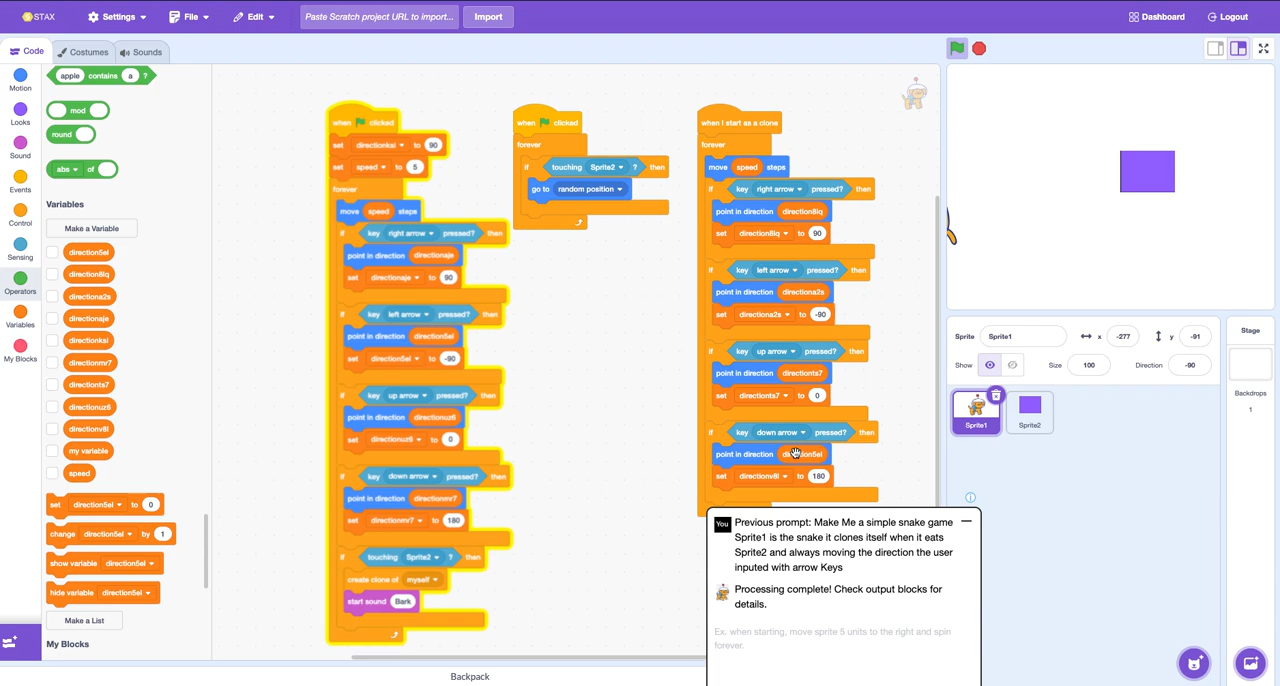 STAX Settings File Edit Paste Scratch project URL to import... Import Dashboard Logout
Code Costumes Sounds
Motion
Looks
Sound
Events
Control
Sensing
Operators
Variables
My Blocks
apple contains a ?
mod
round
abs of
Variables
Make a Variable
direction5el
direction8lq
directiona2s
directionaje
directionksi
directionmr7
directionts7
directionuz6
directionv8l
my variable
speed
set direction5el to 0
change direction5el by 1
show variable direction5el
hide variable direction5el
Make a List
My Blocks
when clicked
set directionksi to 90
set speed to 5
forever
move speed steps
if key right arrow pressed? then
point in direction directionaje
set directionaje to 90
if key left arrow pressed? then
point in direction direction5el
set direction5el to -90
if key up arrow pressed? then
point in direction directionuz6
set directionuz6 to 0
if key down arrow pressed? then
point in direction directionmr7
set directionmr7 to 180
if touching Sprite2 ? then
create clone of myself
start sound Bark
when clicked
forever
if touching Sprite2 ? then
go to random position
when I start as a clone
forever
move speed steps
if key right arrow pressed? then
point in direction direction8lq
set direction8lq to 90
if key left arrow pressed? then
point in direction directiona2s
set directiona2s to -90
if key up arrow pressed? then
point in direction directionts7
set directionts7 to 0
if key down arrow pressed? then
point in direction
set directionv8l to 180
You Previous prompt: Make Me a simple snake game
Sprite1 is the snake it clones itself when it eats
Sprite2 and always moving the direction the user
inputed with arrow Keys
Processing complete! Check output blocks for
details.
Ex. when starting, move sprite 5 units to the right and spin
forever.
Backpack
Sprite Sprite1 x -277 y -91
Show Size 100 Direction -90
Sprite1
Sprite2
Stage
Backdrops
1